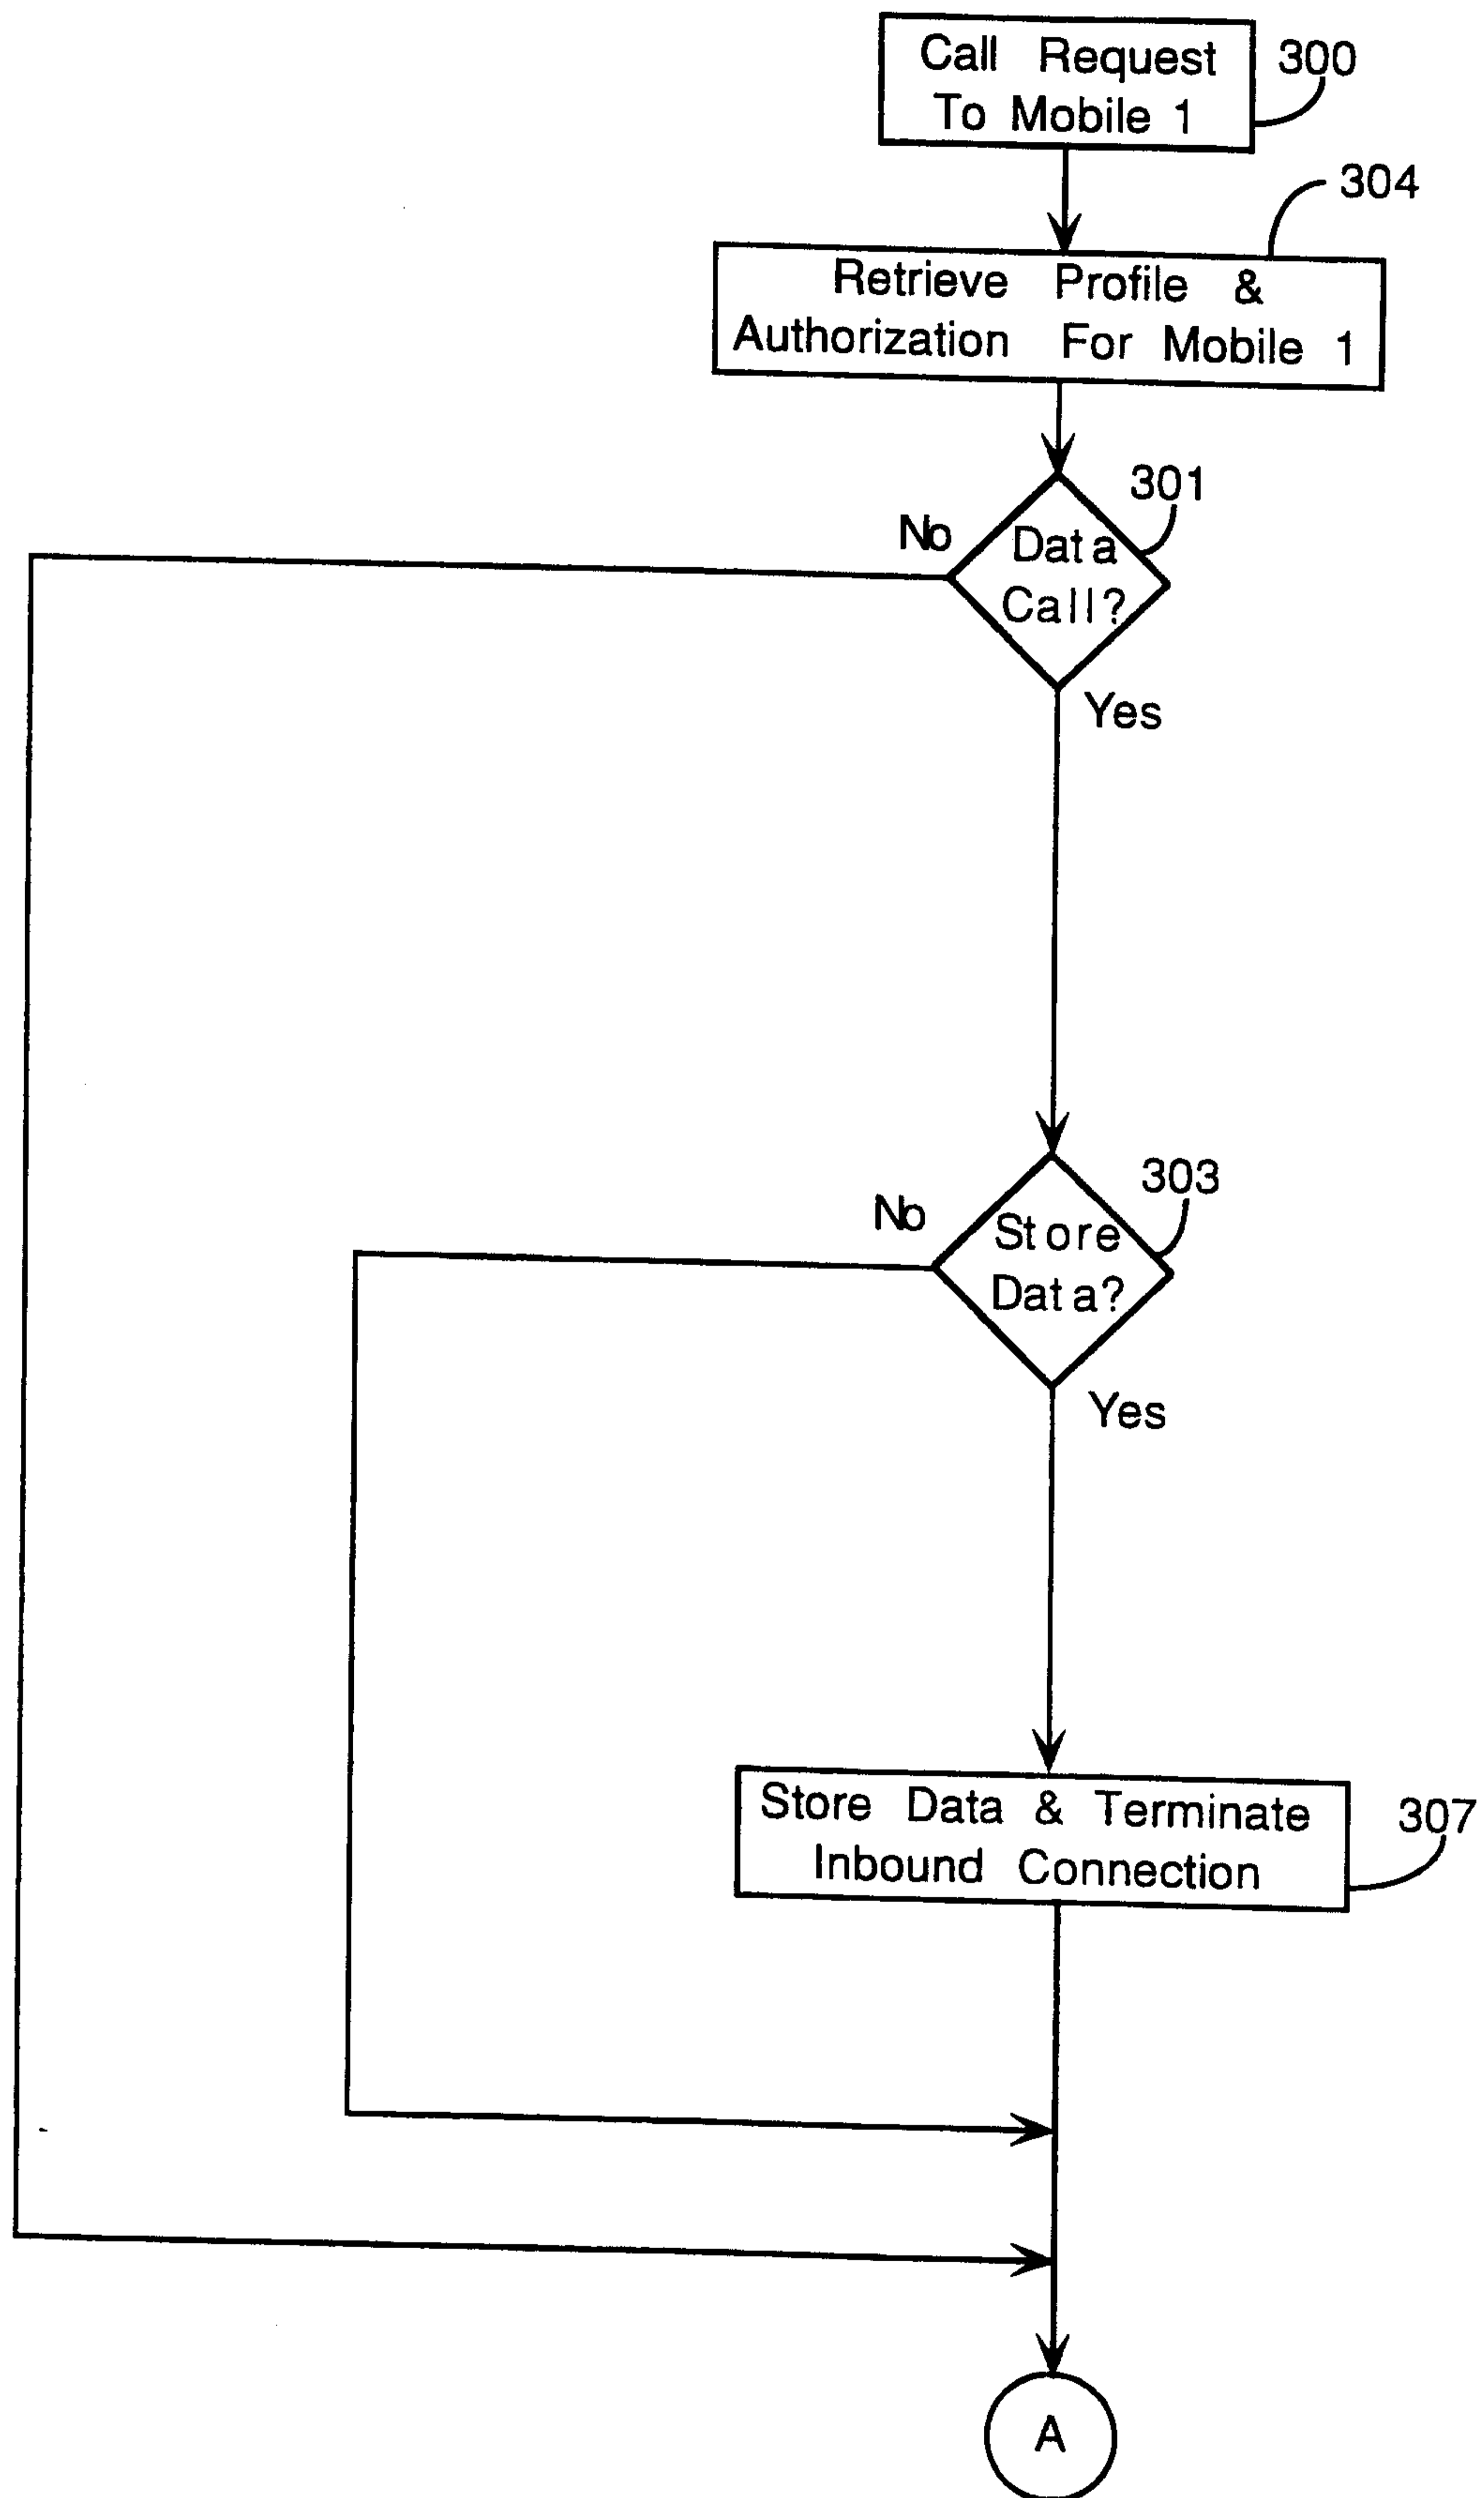 Call Request
To Mobile 1
300
304
Retrieve Profile &
Authorization For Mobile 1
301
No
Data
Call?
Yes
303
No
Store
Data?
Yes
Store Data & Terminate
Inbound Connection
307
A